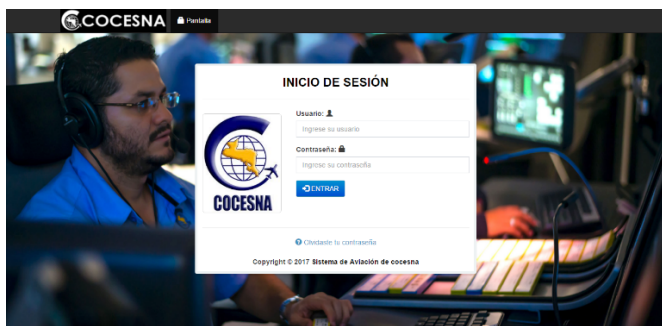 COCESNA Pantalla
INICIO DE SESIÓN
Usuario:
Ingrese su usuario
Contraseña:
Ingrese su contraseña
ENTRAR
COCESNA
Olvidaste tu contraseña
Copyright © 2017 Sistema de Aviación de cocesna